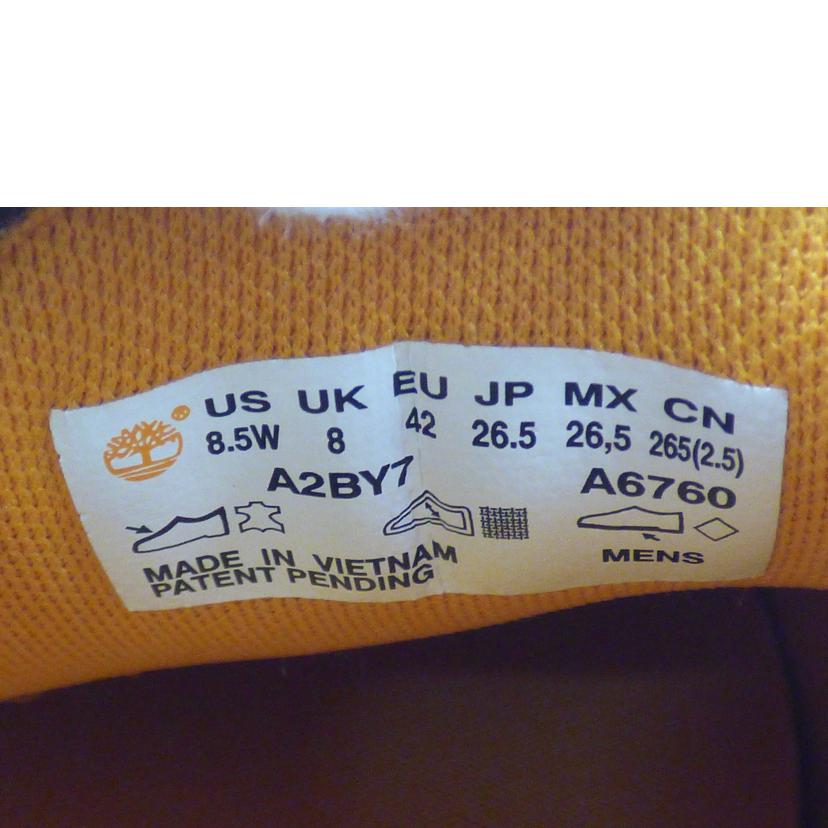 US UK EU JP MX CN
8.5W 8 42 26.5 26,5 265(2.5)
A2BY7 A6760
MADE IN VIETNAM MENS
PATENT PENDING